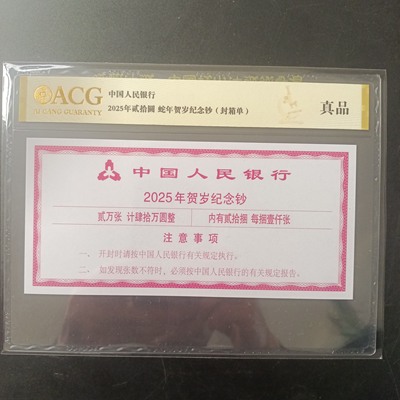 ACG
AI CANG GUARANTY
中国人民银行
2025年贰拾圆 蛇年贺岁纪念钞(封箱单)
真品
中国人民银行
2025年贺岁纪念钞
贰万张 计肆拾万圆整 内有贰拾捆 每捆壹仟张
注意事项
一、 开封时请按中国人民银行有关规定执行。
二、 如发现张数不符时,必须按中国人民银行的有关规定报告。